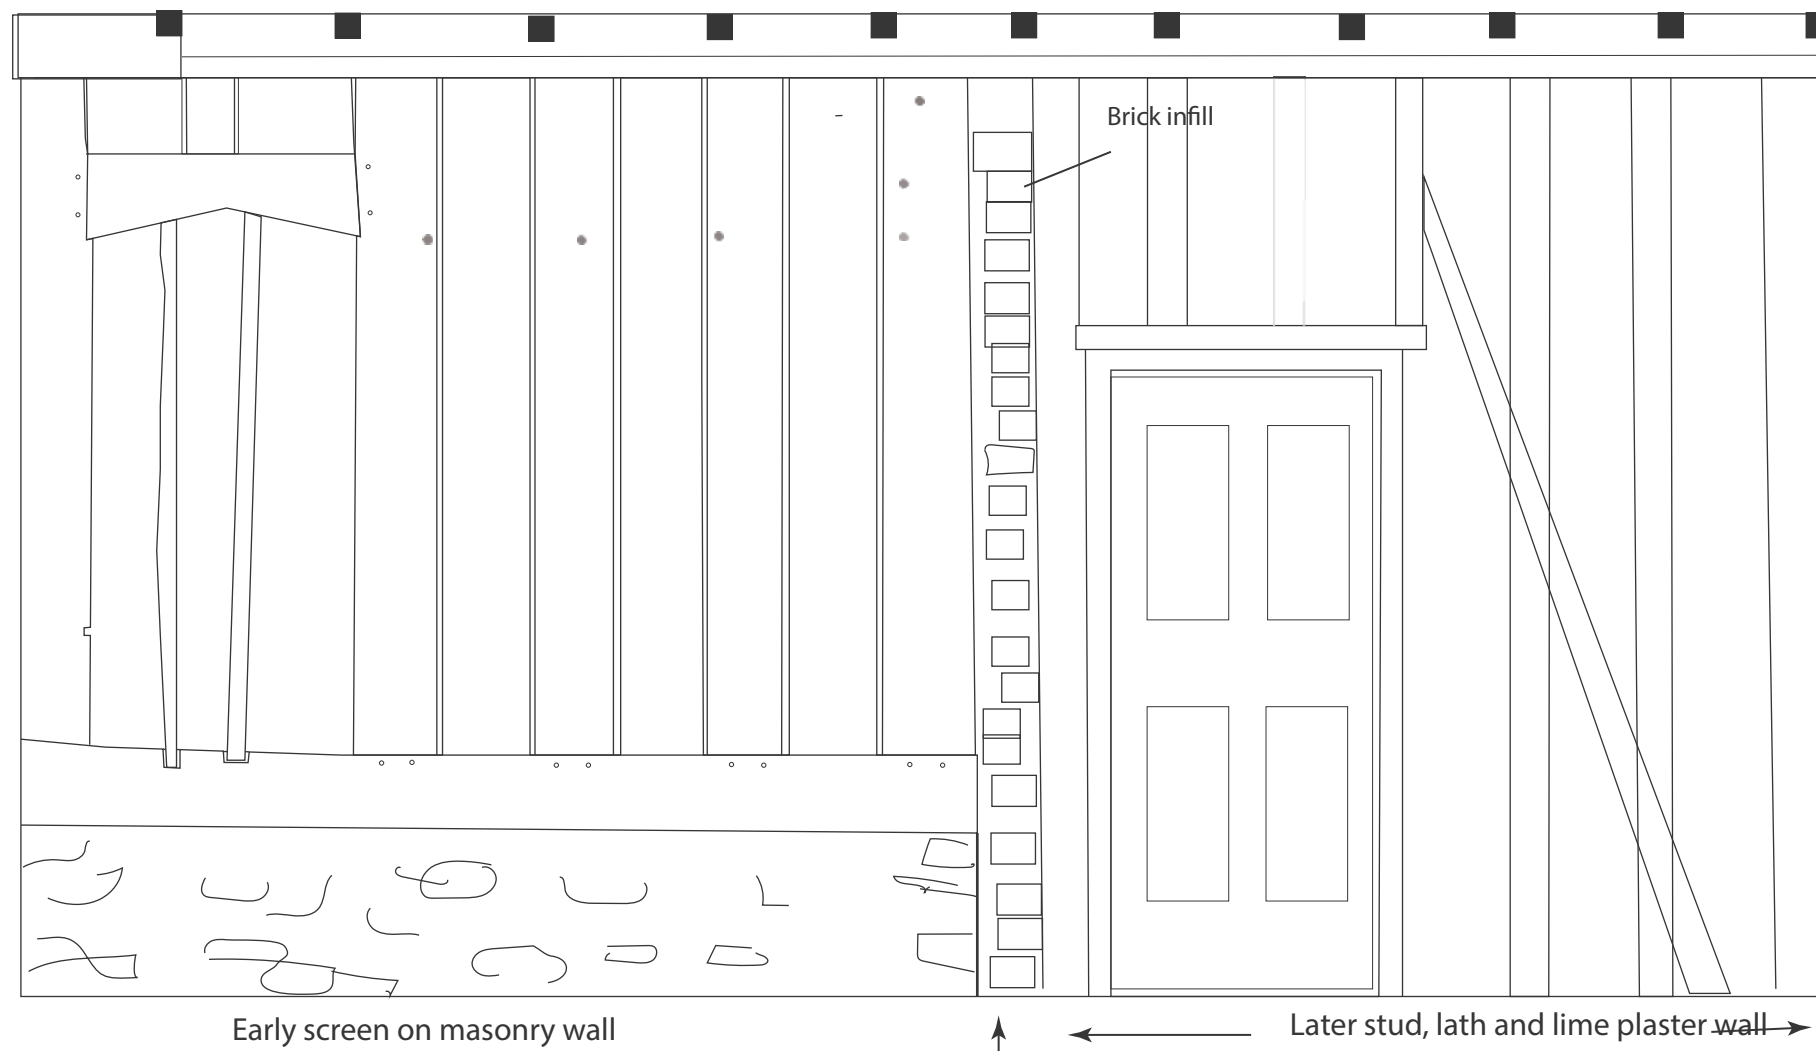 Brick infill
Early screen on masonry wall
Later stud, lath and lime plaster wall